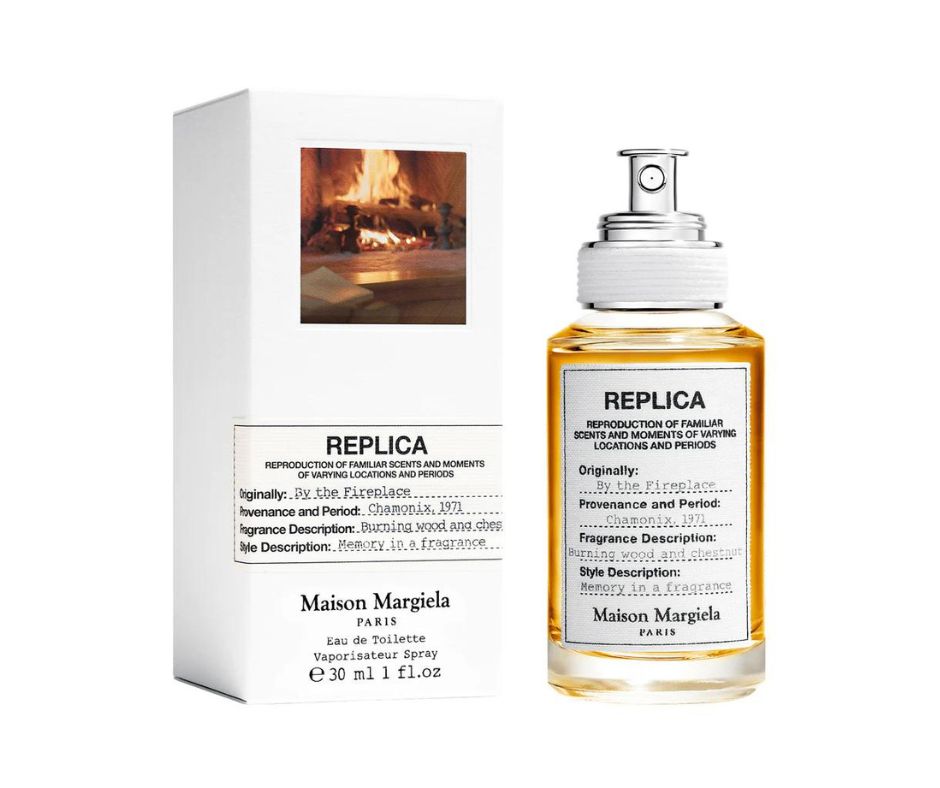 REPLICA
REPRODUCTION OF FAMILIAR SCENTS AND MOMENTS
OF VARYING LOCATIONS AND PERIODS
Originally: By the Fireplace
Provenance and Period: Chamonix, 1971
Fragrance Description: Burning wood and ches
Style Description: Memory in a fragrance
Maison Margiela
PARIS
Eau de Toilette
Vaporisateur Spray
℮ 30 ml 1 fl.oz
REPLICA
REPRODUCTION OF FAMILIAR
SCENTS AND MOMENTS OF VARYING
LOCATIONS AND PERIODS
Originally:
By the Fireplace
Provenance and Period:
Chamonix, 1971
Fragrance Description:
Burning wood and chestnut
Style Description:
Memory in a fragrance
Maison Margiela
PARIS